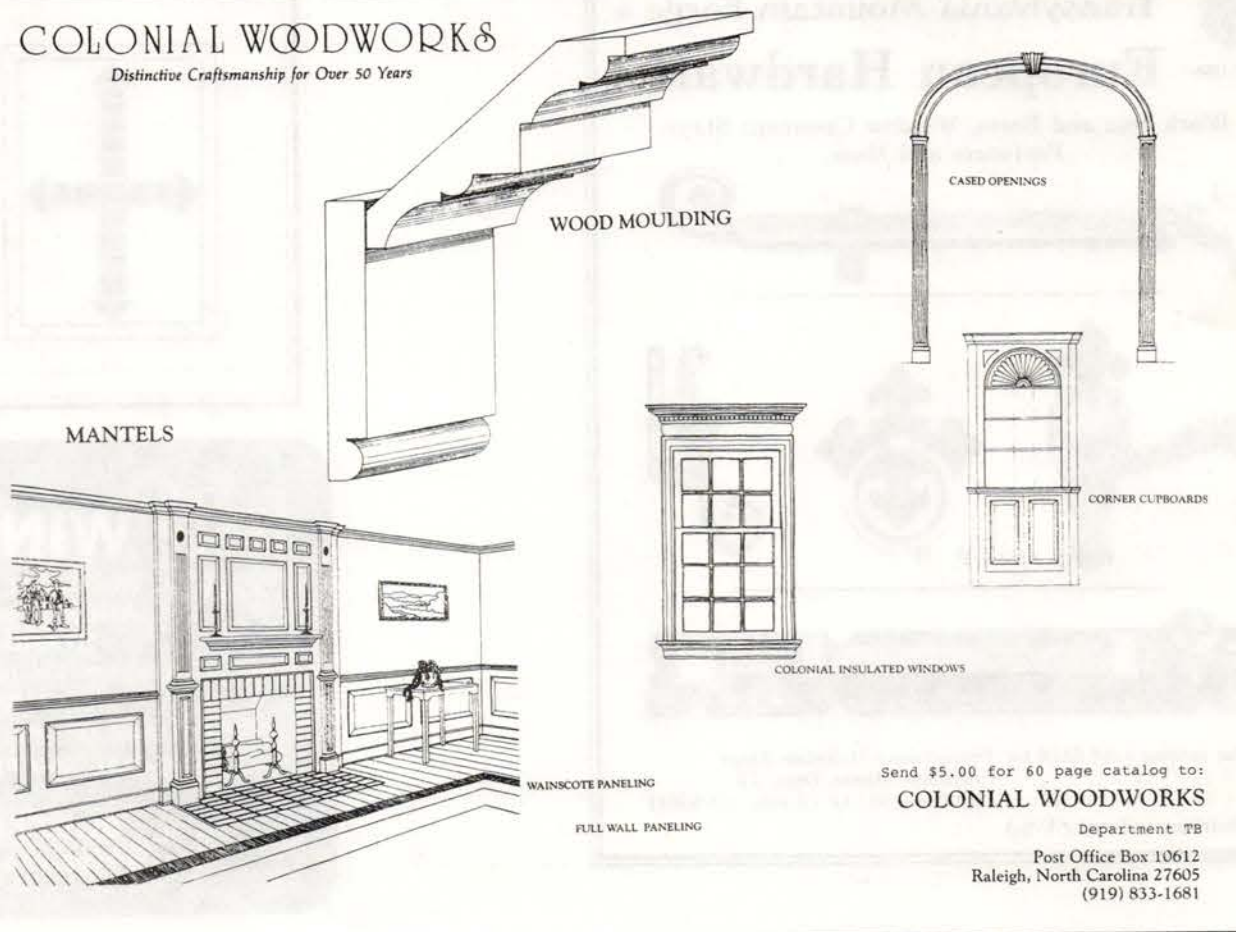 COLONIAL WOODWORKS
Distinctive Craftsmanship for Over 50 Years
WOOD MOULDING
CASED OPENINGS
MANTELS
CORNER CUPBOARDS
COLONIAL INSULATED WINDOWS
WAINSCOTE PANELING
FULL WALL PANELING
Send $5.00 for 60 page catalog to:
COLONIAL WOODWORKS
Department TB
Post Office Box 10612
Raleigh, North Carolina 27605
(919) 833-1681